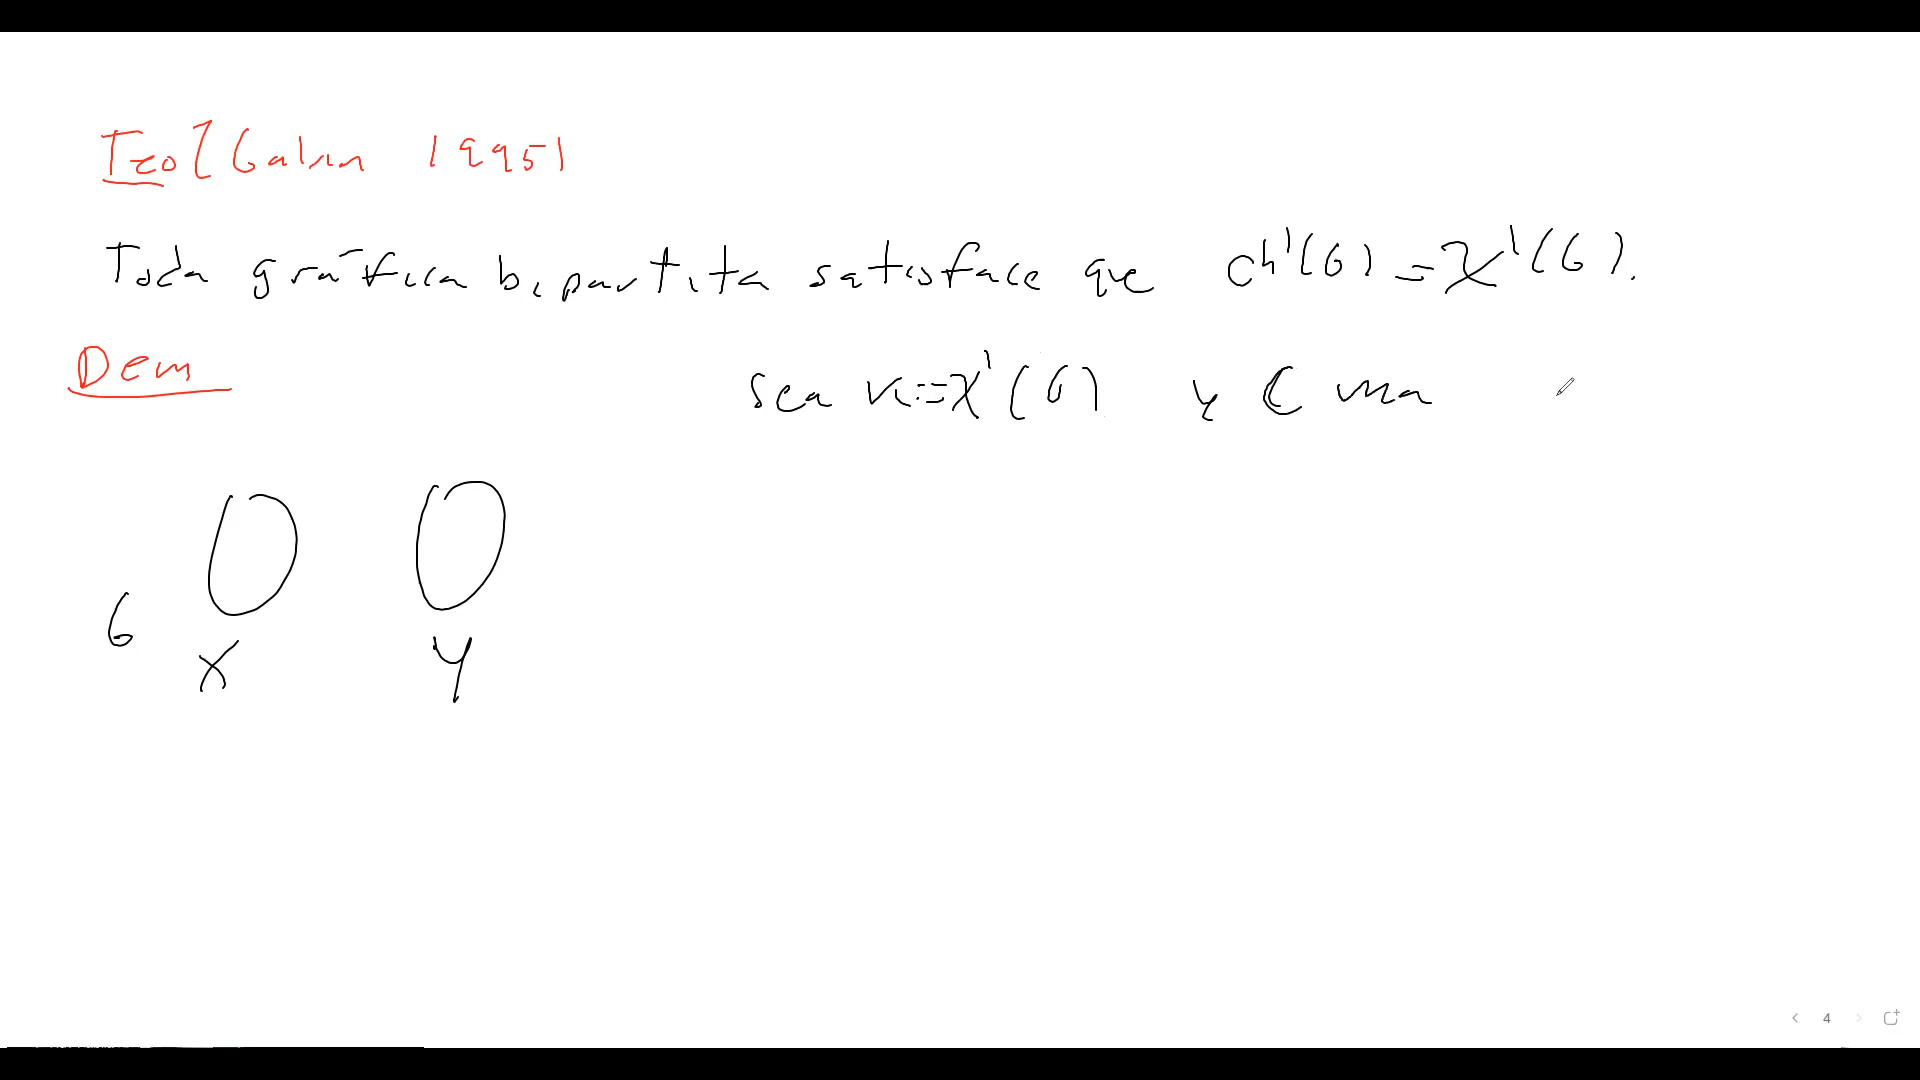 Teo [Galvin 1995]
Toda gráfica bipartita satisface que ch'(G) = χ'(G).
Dem
sea k:=χ'(G) y C una
G
X Y
4